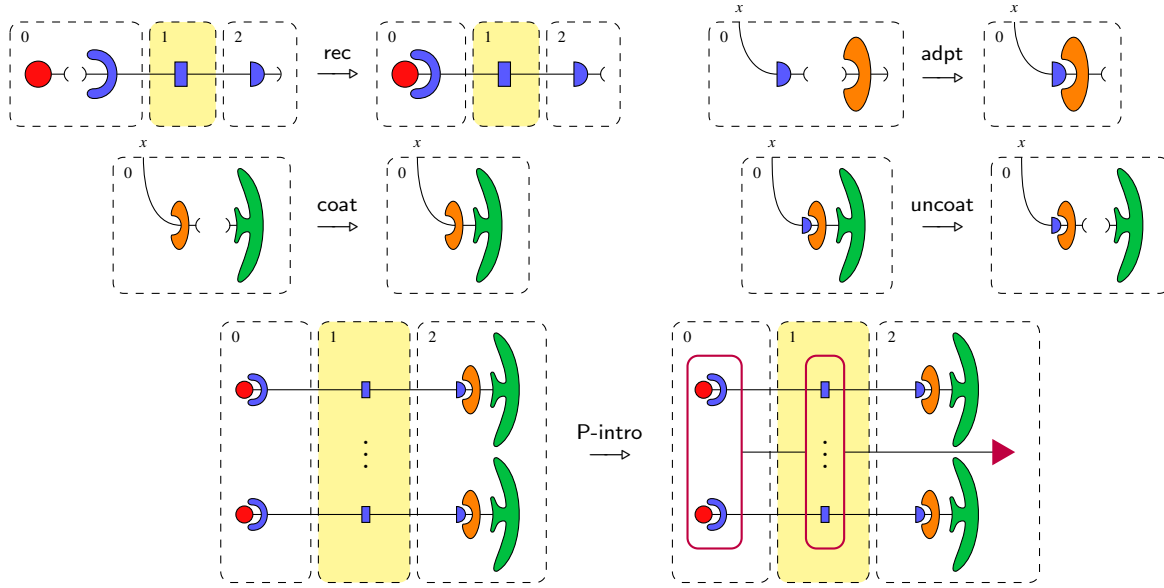 0 1 2 rec 0 1 2 x 0 adpt x 0
x 0 coat x 0 x 0 uncoat x 0
0 1 2 P-intro 0 1 2